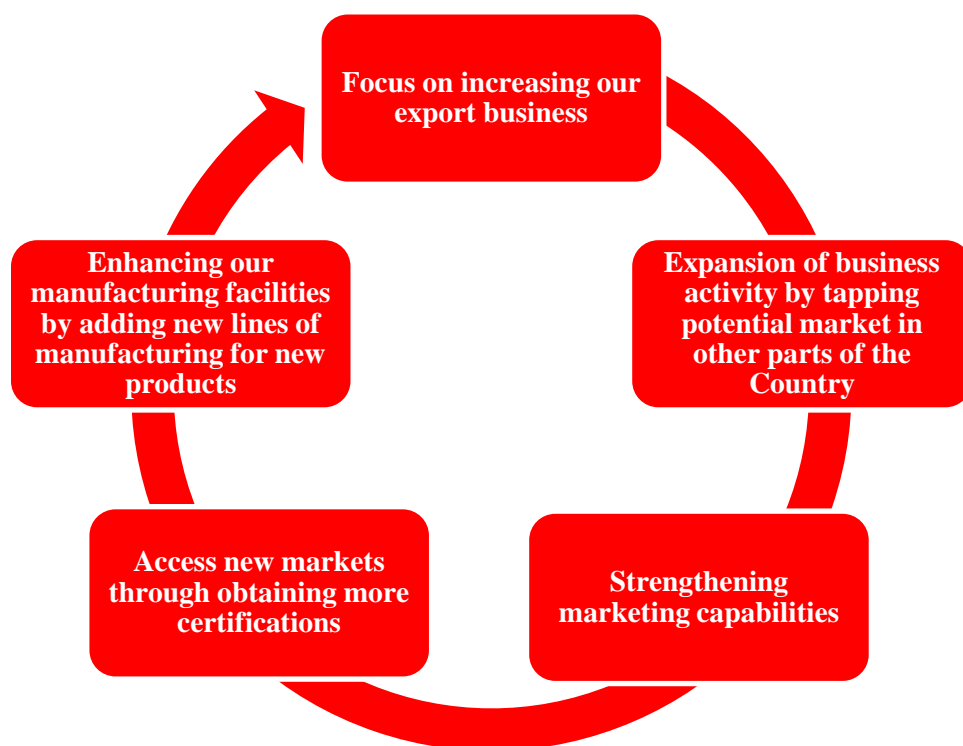 Focus on increasing our
export business
Expansion of business
activity by tapping
potential market in
other parts of the
Country
Strengthening
marketing capabilities
Access new markets
through obtaining more
certifications
Enhancing our
manufacturing facilities
by adding new lines of
manufacturing for new
products